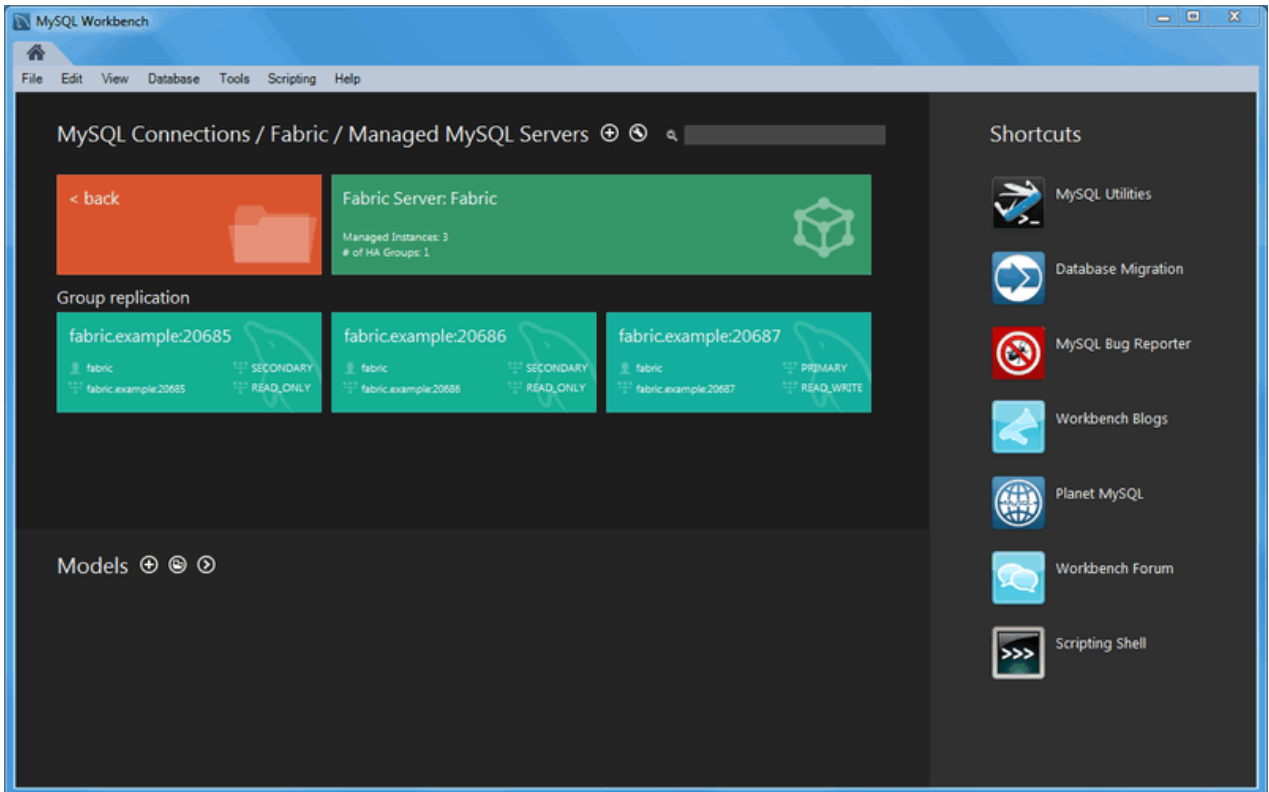 MySQL Workbench
File Edit View Database Tools Scripting Help
MySQL Connections / Fabric / Managed MySQL Servers
< back
Fabric Server: Fabric
Managed Instances: 3
# of HA Groups: 1
Group replication
fabric.example:20685
fabric SECONDARY
fabric.example:20685 READ_ONLY
fabric.example:20686
fabric SECONDARY
fabric.example:20686 READ_ONLY
fabric.example:20687
fabric PRIMARY
fabric.example:20687 READ_WRITE
Models
Shortcuts
MySQL Utilities
Database Migration
MySQL Bug Reporter
Workbench Blogs
Planet MySQL
Workbench Forum
>>> Scripting Shell